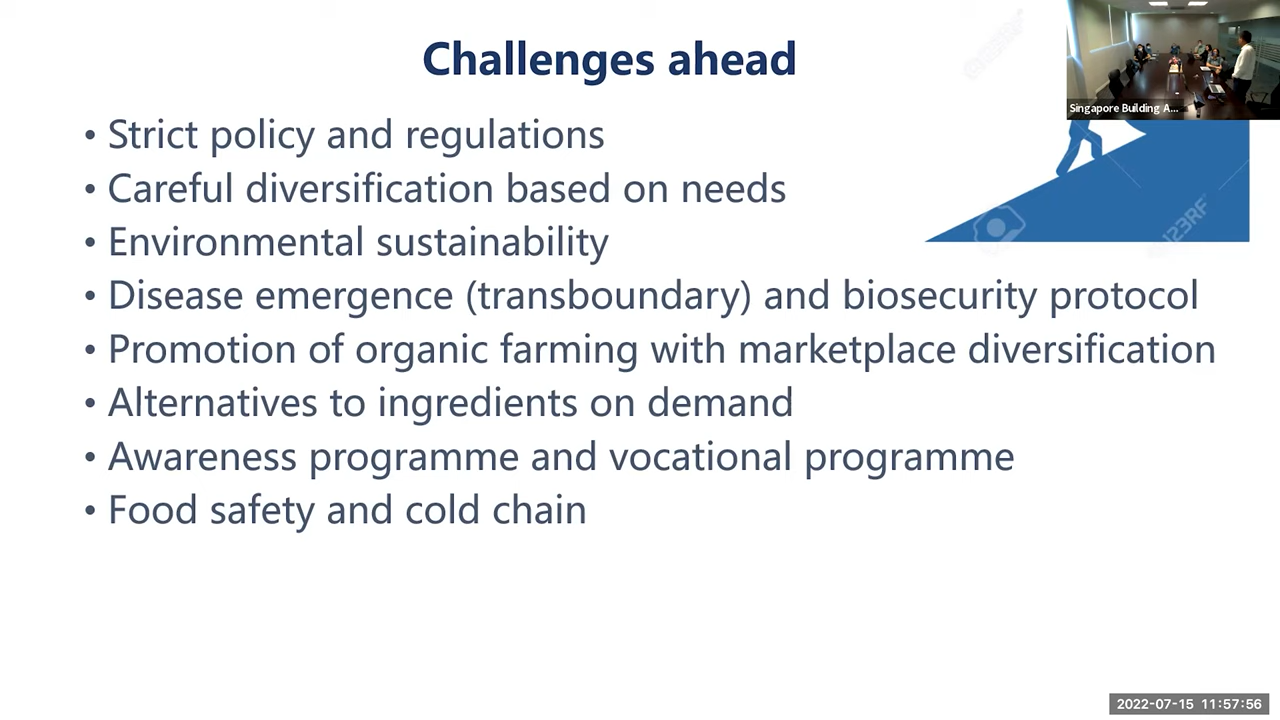 Challenges ahead
Singapore Building A...
• Strict policy and regulations
• Careful diversification based on needs
• Environmental sustainability
• Disease emergence (transboundary) and biosecurity protocol
• Promotion of organic farming with marketplace diversification
• Alternatives to ingredients on demand
• Awareness programme and vocational programme
• Food safety and cold chain
123RF
2022-07-15 11:57:56